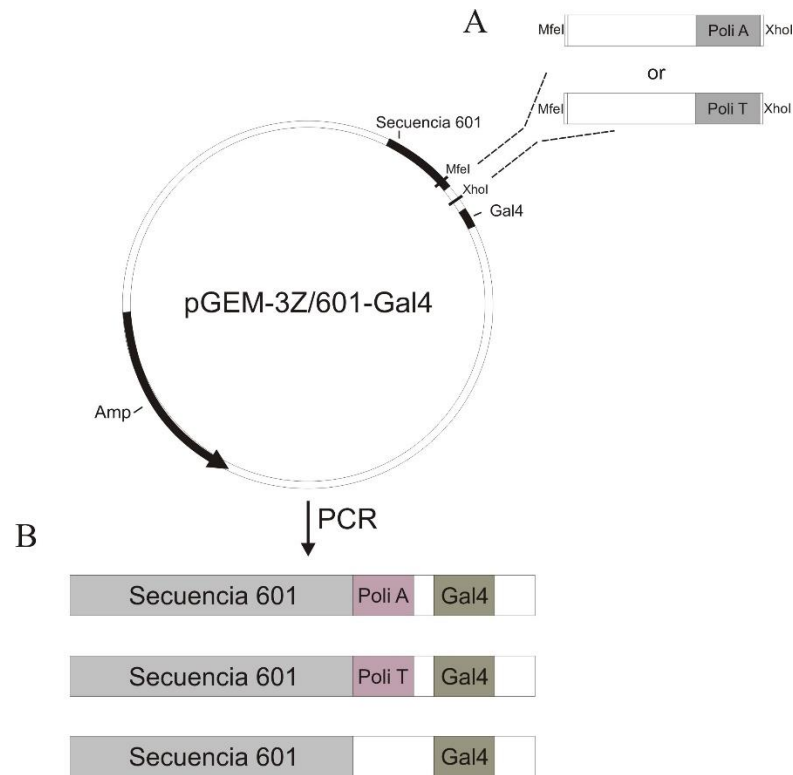 A
MfeI
Poli A
XhoI
or
MfeI
Poli T
XhoI
Secuencia 601
MfeI
XhoI
Gal4
pGEM-3Z/601-Gal4
Amp
PCR
B
Secuencia 601 Poli A Gal4
Secuencia 601 Poli T Gal4
Secuencia 601 Gal4